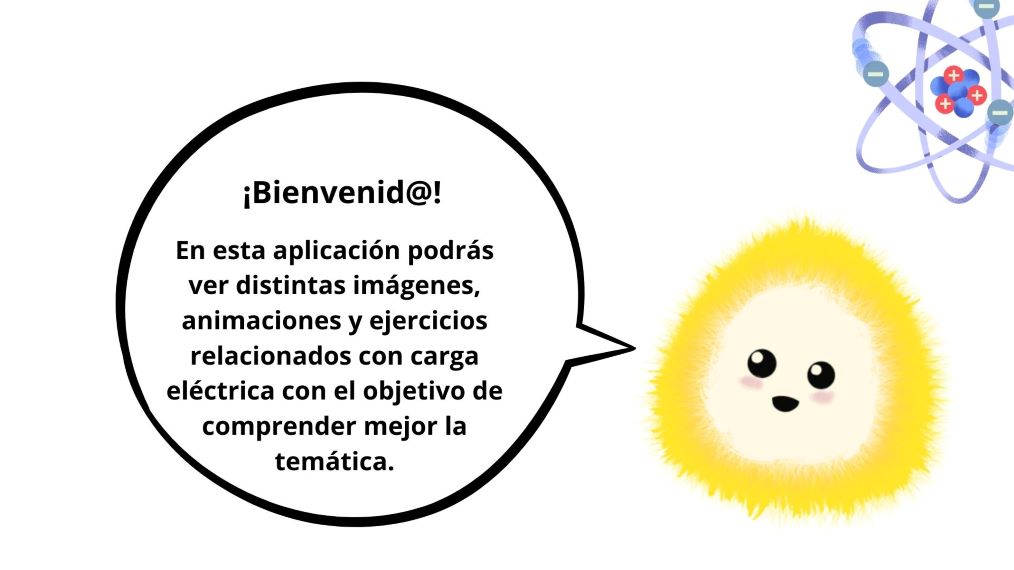 ¡Bienvenid@!
En esta aplicación podrás
ver distintas imágenes,
animaciones y ejercicios
relacionados con carga
eléctrica con el objetivo de
comprender mejor la
temática.